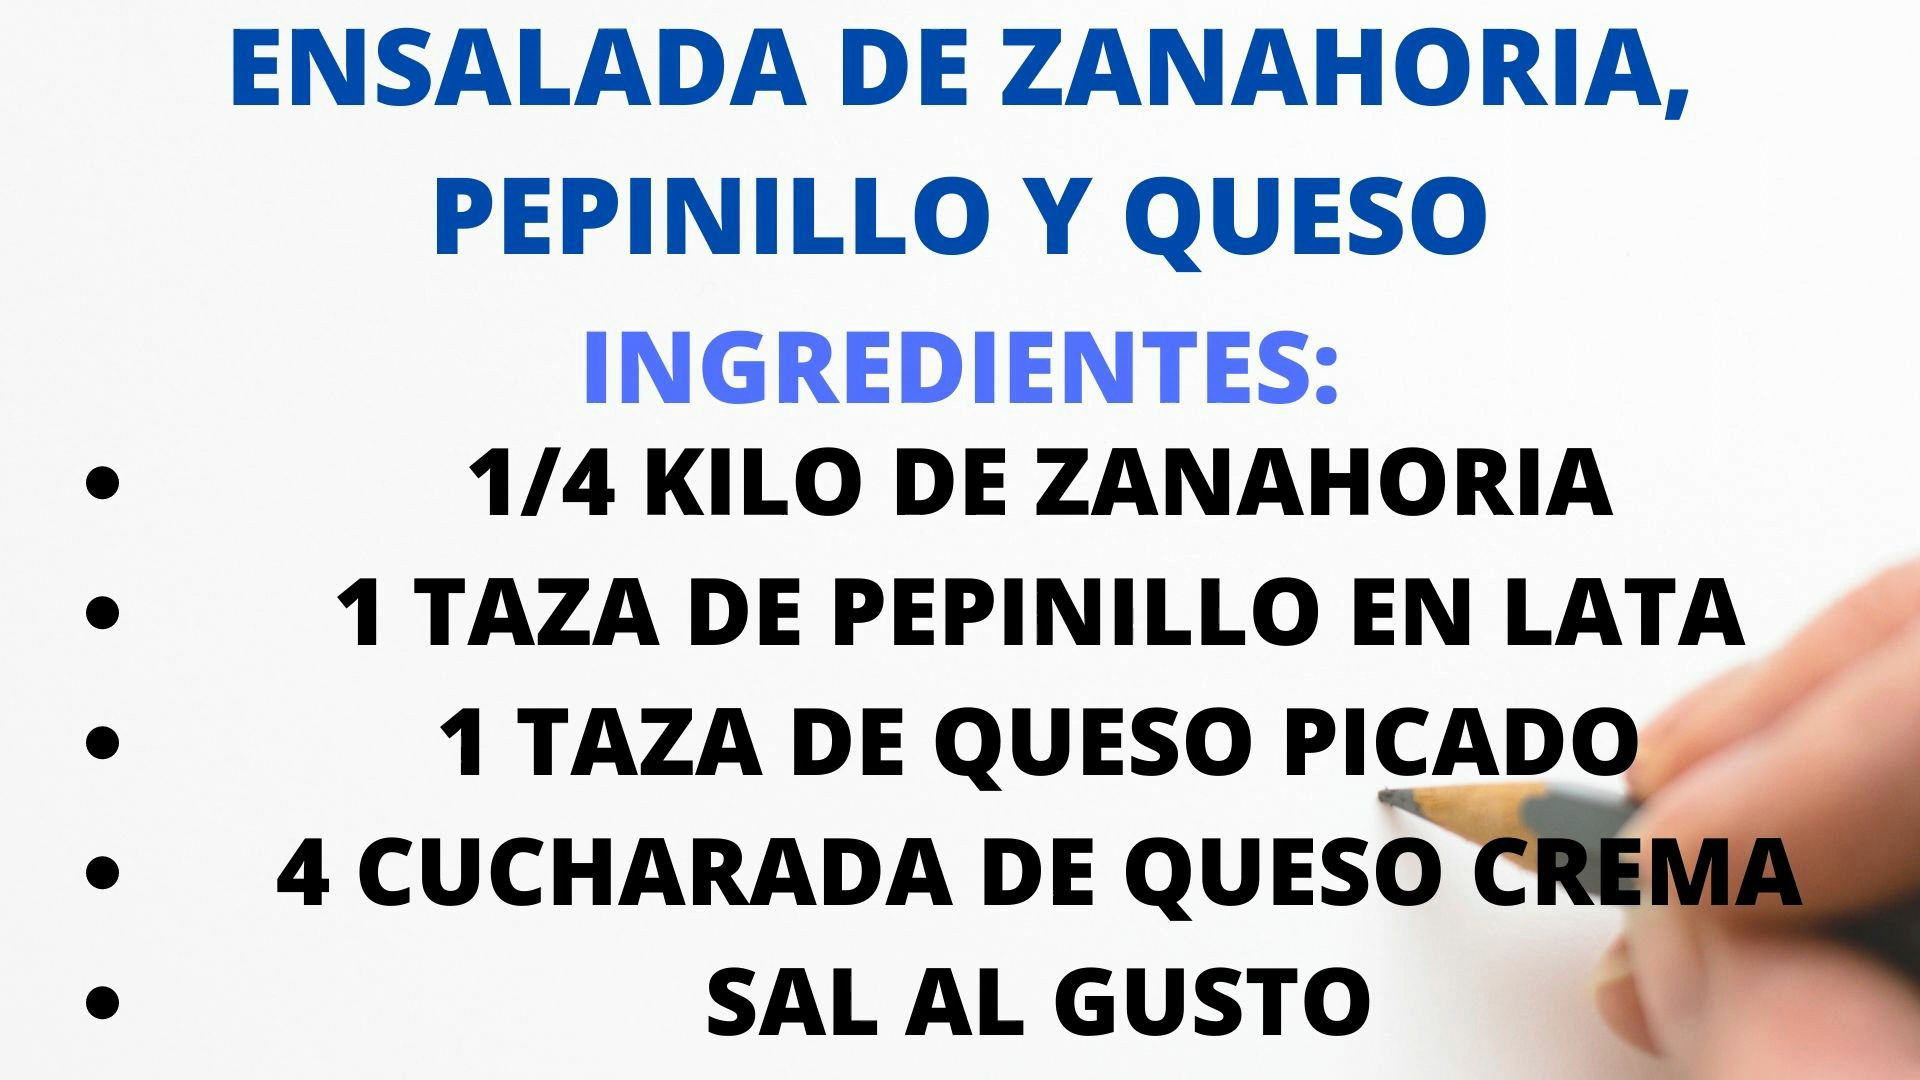 ENSALADA DE ZANAHORIA,
PEPINILLO Y QUESO
INGREDIENTES:
• 1/4 KILO DE ZANAHORIA
• 1 TAZA DE PEPINILLO EN LATA
• 1 TAZA DE QUESO PICADO
• 4 CUCHARADA DE QUESO CREMA
• SAL AL GUSTO